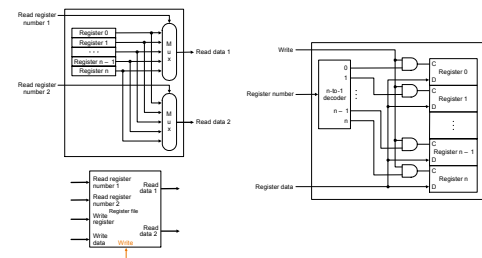 Read register
number 1
Register 0
Register 1
· · ·
Register n – 1
Register n
M
u
x
Read data 1
Read register
number 2
M
u
x
Read data 2
Read register
number 1
Read
data 1
Read register
number 2
Register file
Write
register
Read
data 2
Write
data
Write
Write
Register number
n-to-1
decoder
0
1
n – 1
n
C
Register 0
D
C
Register 1
D
C
Register n – 1
D
C
Register n
D
Register data